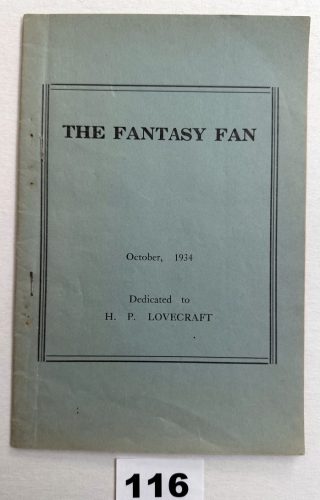 THE FANTASY FAN
October, 1934
Dedicated to
H. P. LOVECRAFT
116